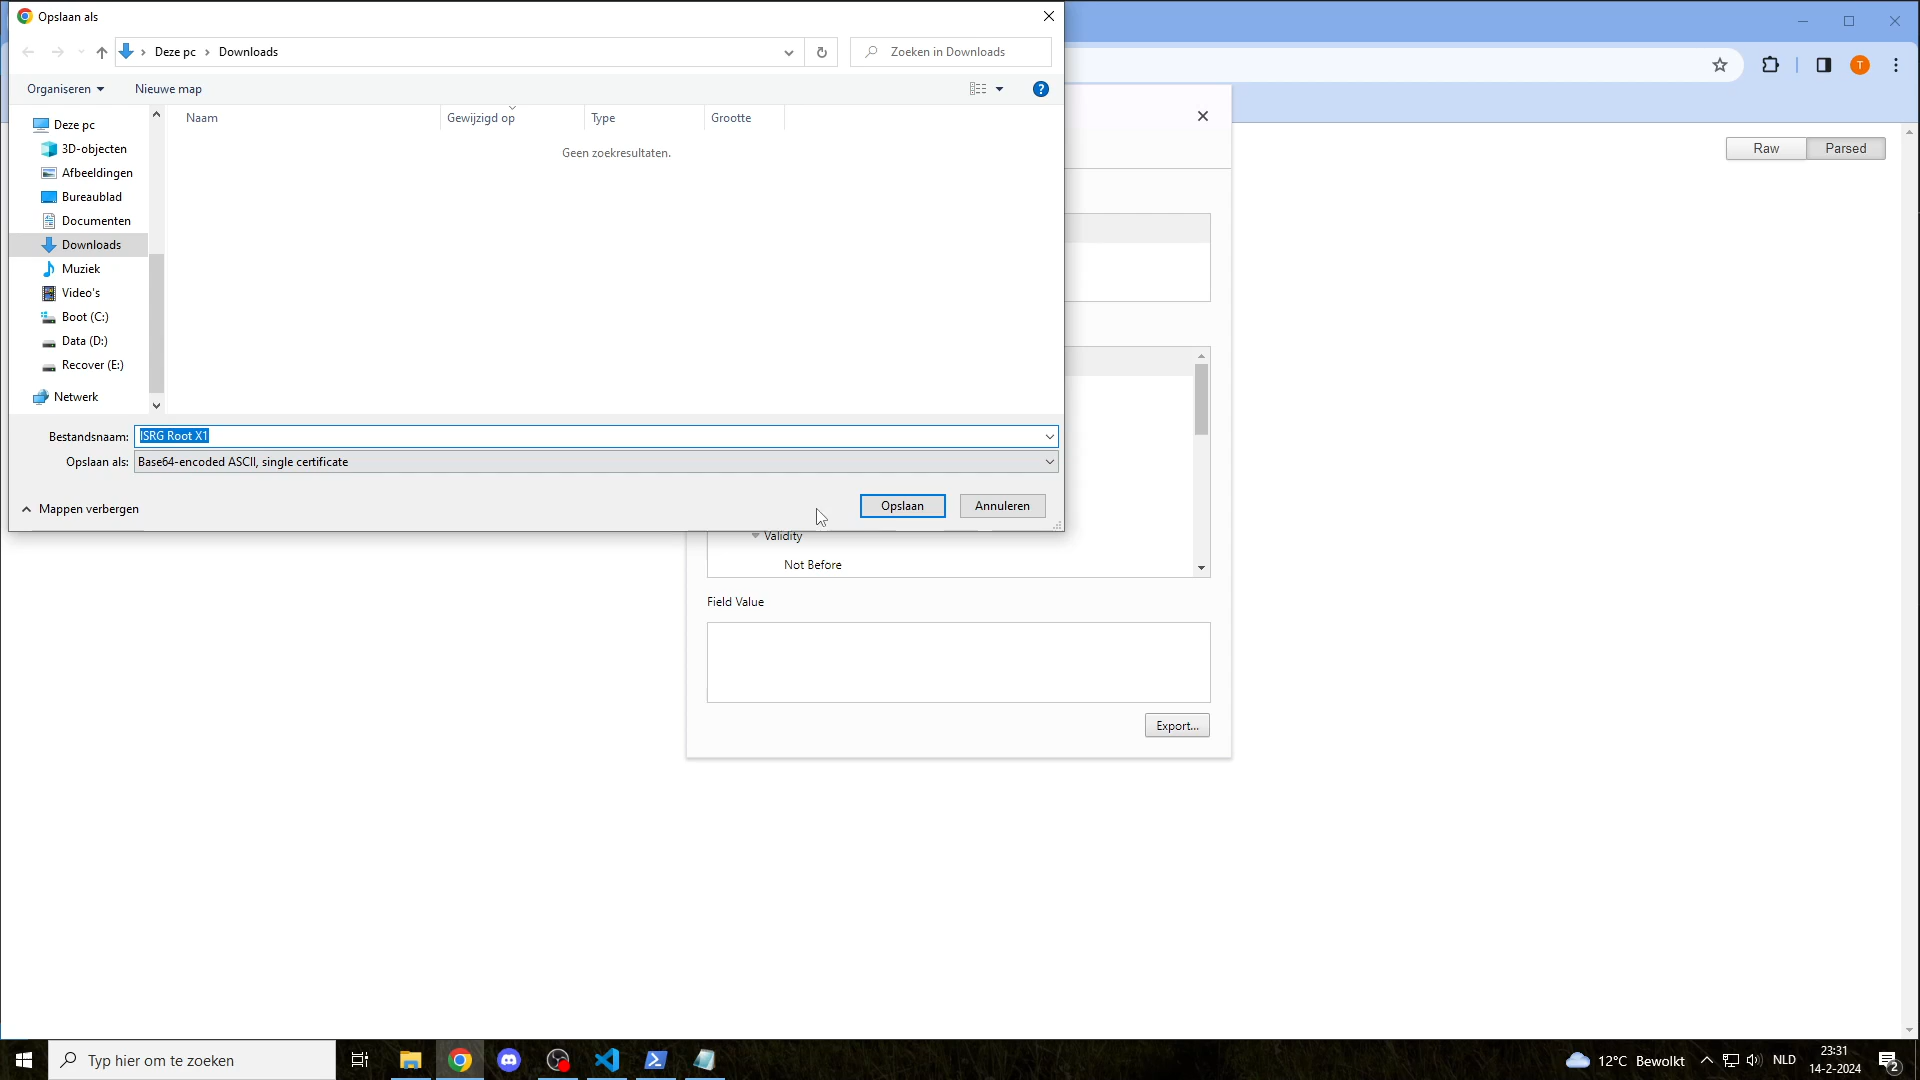 Opslaan als
Deze pc
Downloads
Zoeken in Downloads
T
Organiseren
Nieuwe map
?
Deze pc
3D-objecten
Afbeeldingen
Bureaublad
Documenten
Downloads
Muziek
Video's
Boot (C:)
Data (D:)
Recover (E:)
Netwerk
Naam
Gewijzigd op
Type
Grootte
Geen zoekresultaten.
Raw
Parsed
Bestandsnaam:
ISRG Root X1
Opslaan als:
Base64-encoded ASCII, single certificate
Mappen verbergen
Opslaan
Annuleren
Validity
Not Before
Field Value
Export...
Typ hier om te zoeken
12°C Bewolkt
NLD
23:31
14-2-2024
2